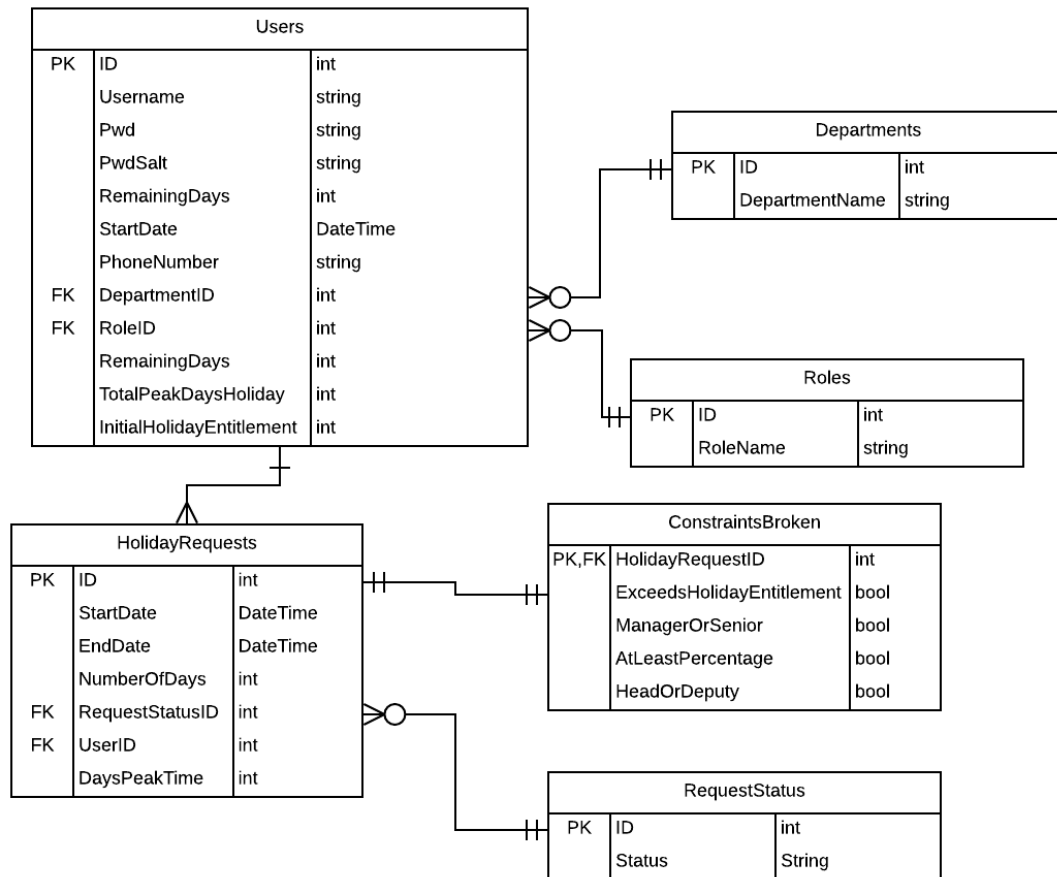 Users
PK ID int
Username string
Pwd string
PwdSalt string
RemainingDays int
StartDate DateTime
PhoneNumber string
FK DepartmentID int
FK RoleID int
RemainingDays int
TotalPeakDaysHoliday int
InitialHolidayEntitlement int
Departments
PK ID int
DepartmentName string
Roles
PK ID int
RoleName string
HolidayRequests
PK ID int
StartDate DateTime
EndDate DateTime
NumberOfDays int
FK RequestStatusID int
FK UserID int
DaysPeakTime int
ConstraintsBroken
PK,FK HolidayRequestID int
ExceedsHolidayEntitlement bool
ManagerOrSenior bool
AtLeastPercentage bool
HeadOrDeputy bool
RequestStatus
PK ID int
Status String